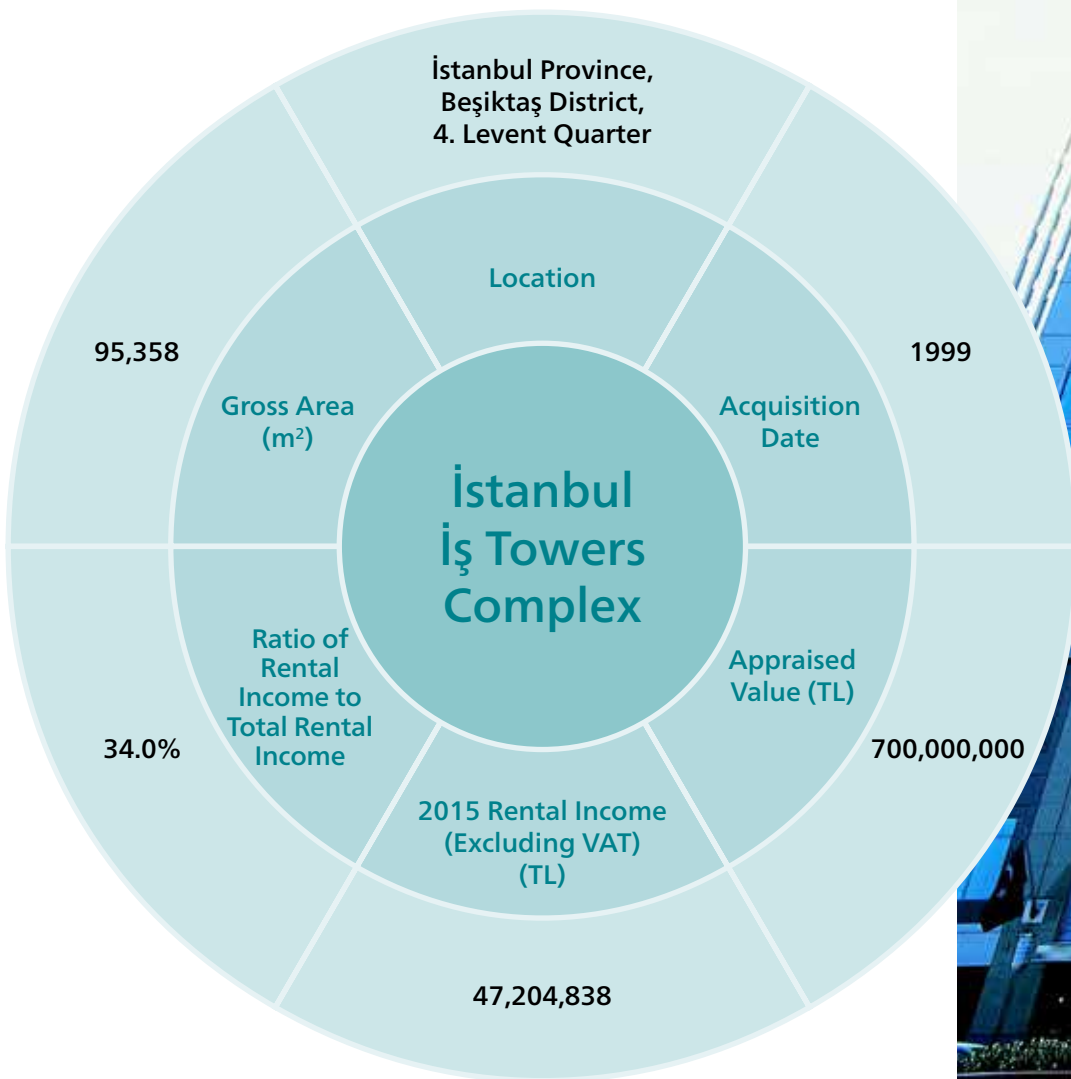 İstanbul
İş Towers
Complex
Location
İstanbul Province,
Beşiktaş District,
4. Levent Quarter
Acquisition
Date
1999
Appraised
Value (TL)
700,000,000
2015 Rental Income
(Excluding VAT)
(TL)
47,204,838
Ratio of
Rental
Income to
Total Rental
Income
34.0%
Gross Area
(m²)
95,358